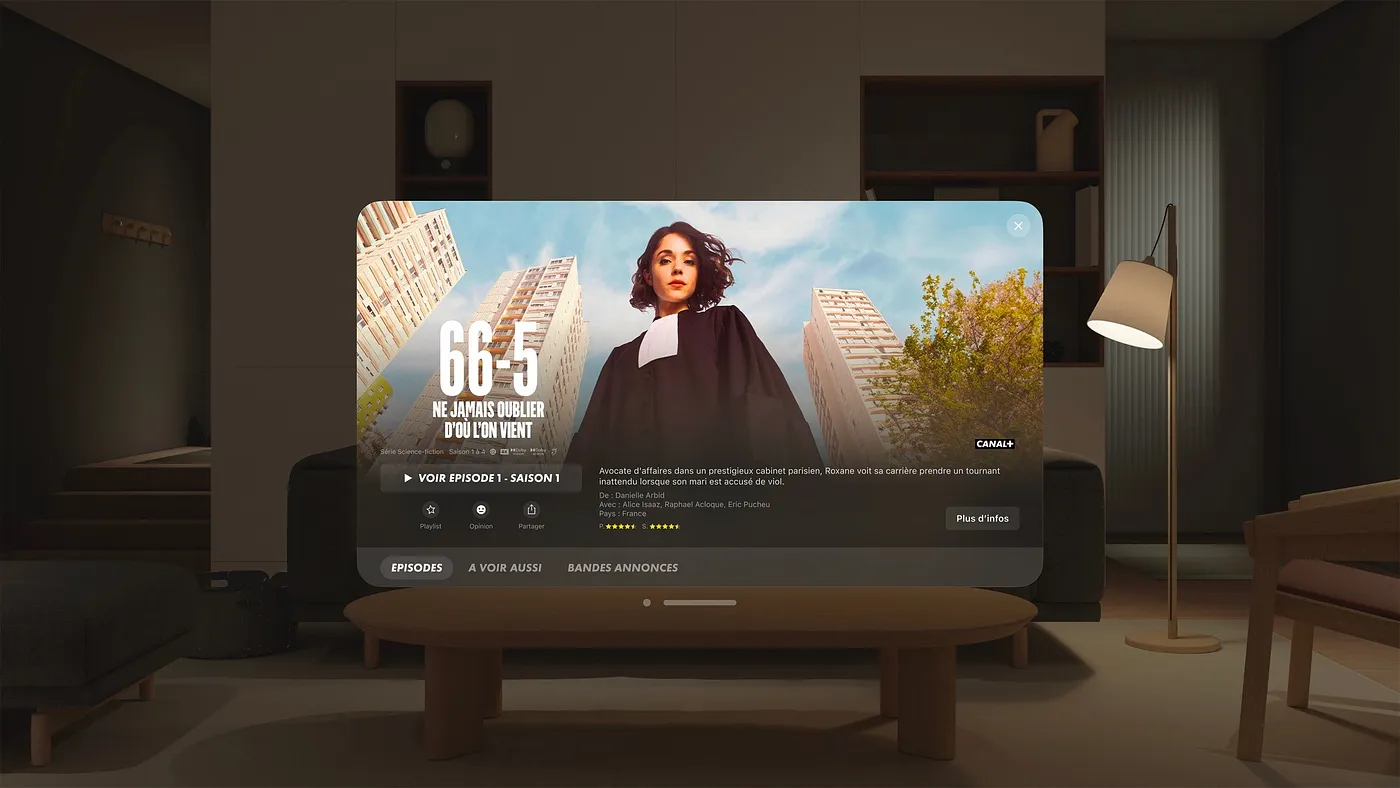 66-5
NE JAMAIS OUBLIER
D'OÙ L'ON VIENT
CANAL+
Série Science-fiction Saison 1 à 4
VOIR EPISODE 1 - SAISON 1
Playlist Opinion Partager
Avocate d'affaires dans un prestigieux cabinet parisien, Roxane voit sa carrière prendre un tournant
inattendu lorsque son mari est accusé de viol.
De : Danielle Arbid
Avec : Alice Isaaz, Raphael Acloque, Eric Pucheu
Pays : France
P. S.
Plus d'infos
EPISODES A VOIR AUSSI BANDES ANNONCES